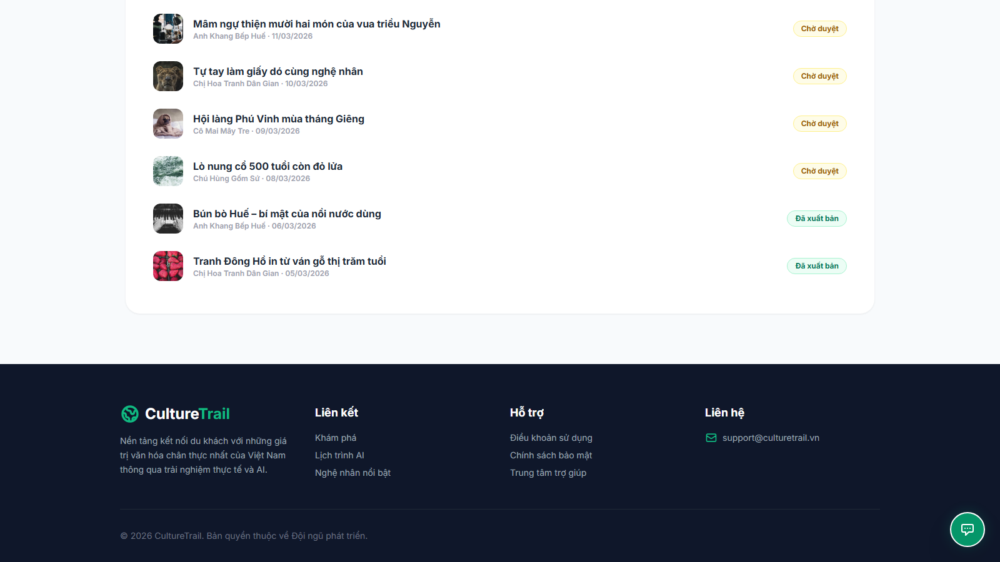 Mâm ngự thiện mười hai món của vua triều Nguyễn
Anh Khang Bếp Huế · 11/03/2026
Chờ duyệt
Tự tay làm giấy dó cùng nghệ nhân
Chị Hoa Tranh Dân Gian · 10/03/2026
Chờ duyệt
Hội làng Phú Vinh mùa tháng Giêng
Cô Mai Mây Tre · 09/03/2026
Chờ duyệt
Lò nung cổ 500 tuổi còn đỏ lửa
Chú Hùng Gốm Sứ · 08/03/2026
Chờ duyệt
Bún bò Huế – bí mật của nồi nước dùng
Anh Khang Bếp Huế · 06/03/2026
Đã xuất bản
Tranh Đông Hồ in từ ván gỗ thị trăm tuổi
Chị Hoa Tranh Dân Gian · 05/03/2026
Đã xuất bản
CultureTrail
Nền tảng kết nối du khách với những giá
trị văn hóa chân thực nhất của Việt Nam
thông qua trải nghiệm thực tế và AI.
Liên kết
Khám phá
Lịch trình AI
Nghệ nhân nổi bật
Hỗ trợ
Điều khoản sử dụng
Chính sách bảo mật
Trung tâm trợ giúp
Liên hệ
support@culturetrail.vn
© 2026 CultureTrail. Bản quyền thuộc về Đội ngũ phát triển.